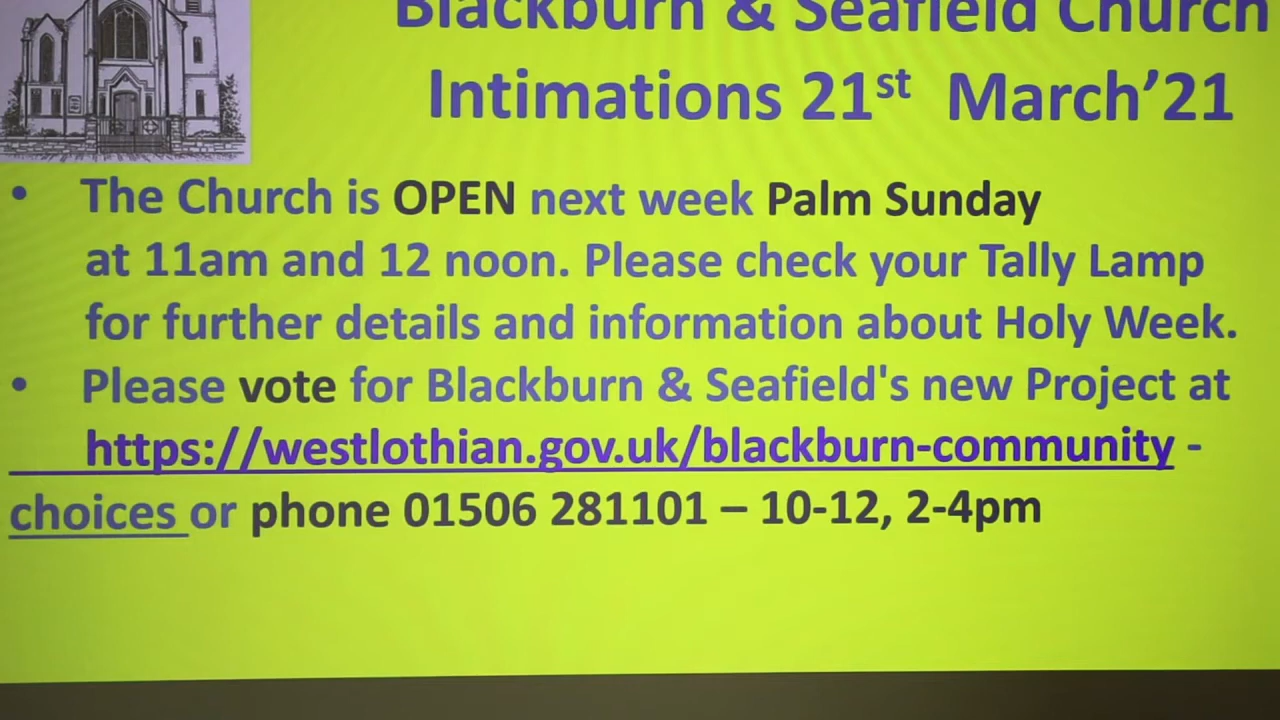 Blackburn & Seafield Church
Intimations 21st March'21
• The Church is OPEN next week Palm Sunday
at 11am and 12 noon. Please check your Tally Lamp
for further details and information about Holy Week.
• Please vote for Blackburn & Seafield's new Project at
https://westlothian.gov.uk/blackburn-community -
choices or phone 01506 281101 – 10-12, 2-4pm